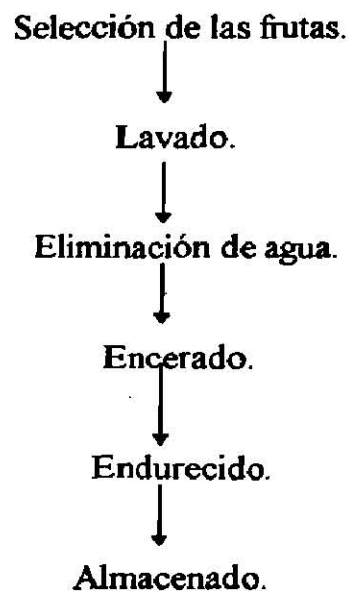 Selección de las frutas.
Lavado.
Eliminación de agua.
Encerado.
Endurecido.
Almacenado.